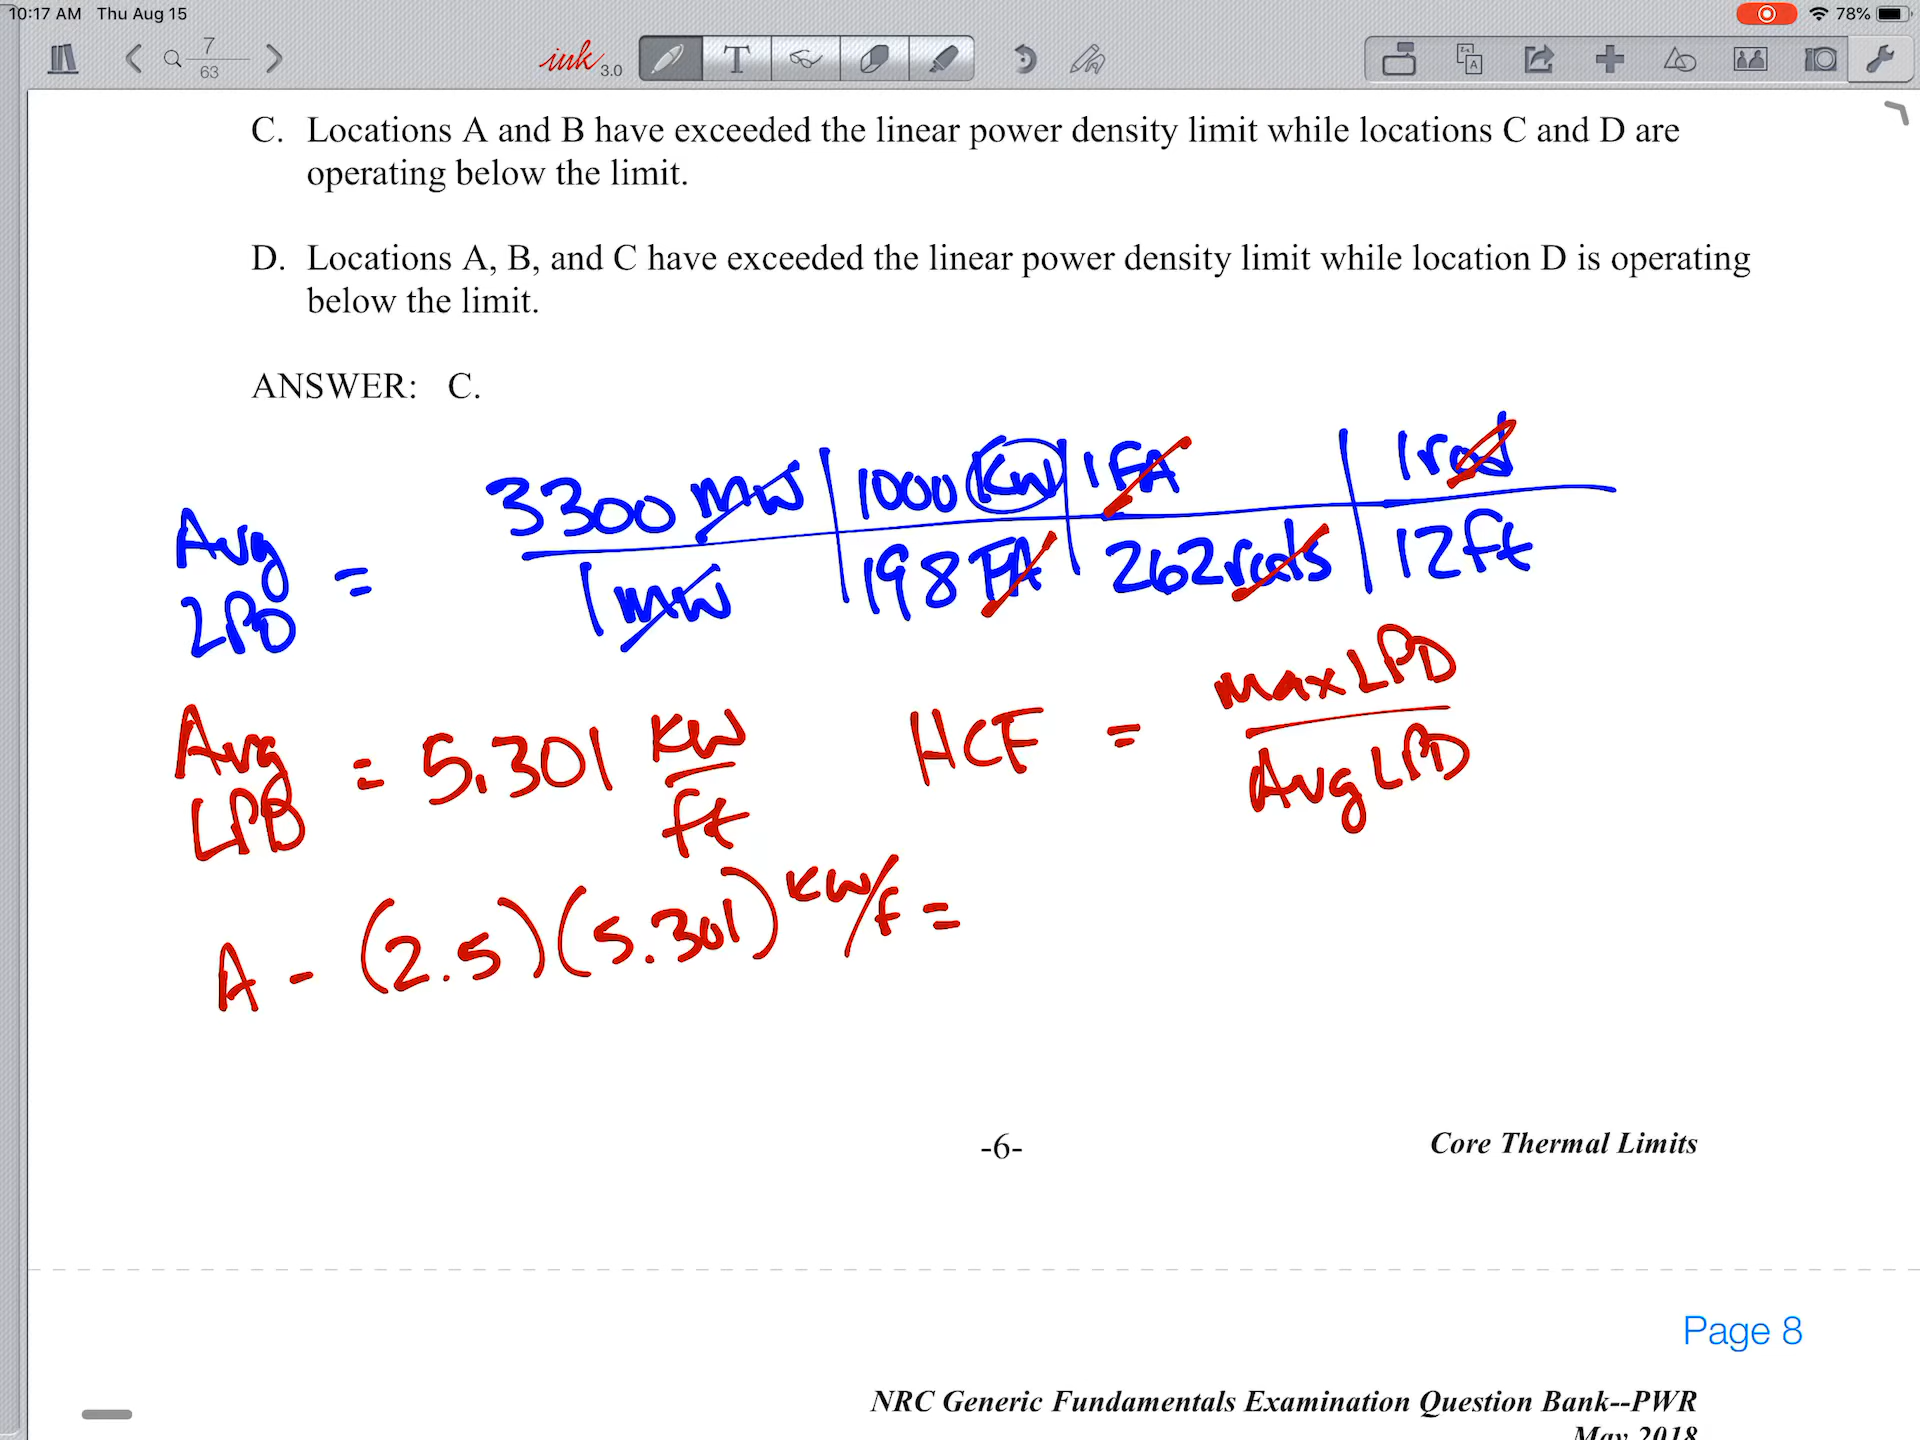 10:17 AM Thu Aug 15
78%
7
63
ink 3.0
T
C. Locations A and B have exceeded the linear power density limit while locations C and D are
operating below the limit.
D. Locations A, B, and C have exceeded the linear power density limit while location D is operating
below the limit.
ANSWER: C.
Avg LPD = 3300 MW | 1000 KW | 1 FA | 1 rod
1 MW | 198 FA | 262 rods | 12 ft
Avg LPD = 5.301 KW/ft
HCF = max LPD / Avg LPD
A - (2.5)(5.301) KW/f =
-6-
Core Thermal Limits
Page 8
NRC Generic Fundamentals Examination Question Bank--PWR
May 2018